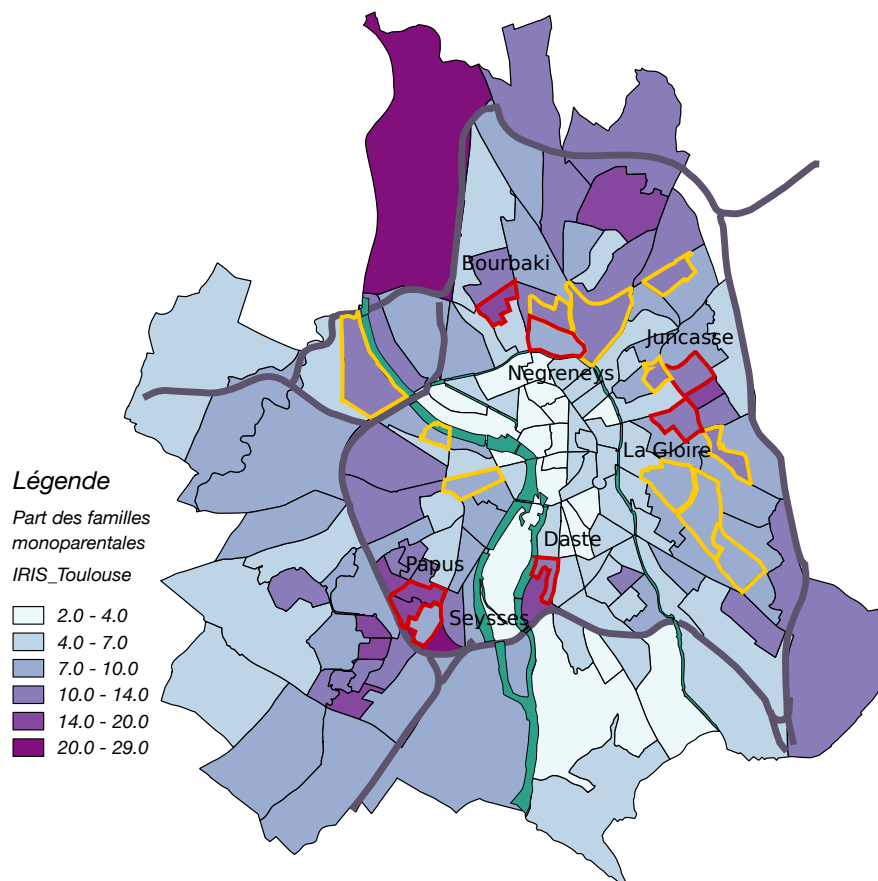 Bourbaki
Juncasse
Négreneys
La Gloire
Légende
Part des familles
monoparentales
IRIS_Toulouse
Daste
Papus
Seysses
2.0 - 4.0
4.0 - 7.0
7.0 - 10.0
10.0 - 14.0
14.0 - 20.0
20.0 - 29.0